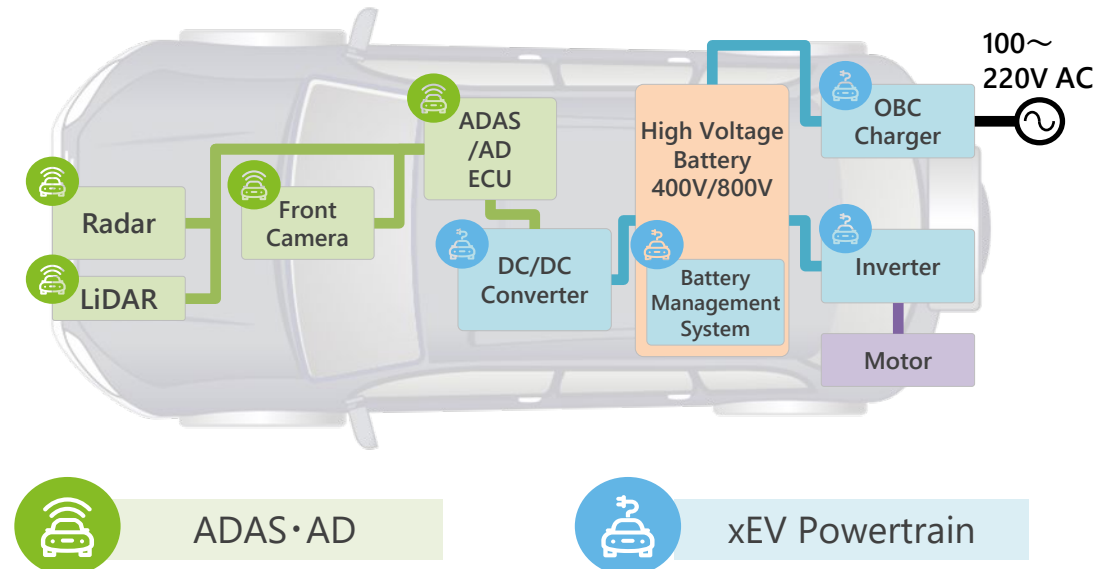 100～
220V AC
OBC
Charger
ADAS
/AD
ECU
High Voltage
Battery
400V/800V
Radar
Front
Camera
DC/DC
Converter
Inverter
LiDAR
Battery
Management
System
Motor
ADAS・AD
xEV Powertrain